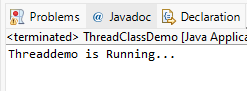 Problems @ Javadoc Declaration
<terminated> ThreadClassDemo [Java Applica
Threaddemo is Running...